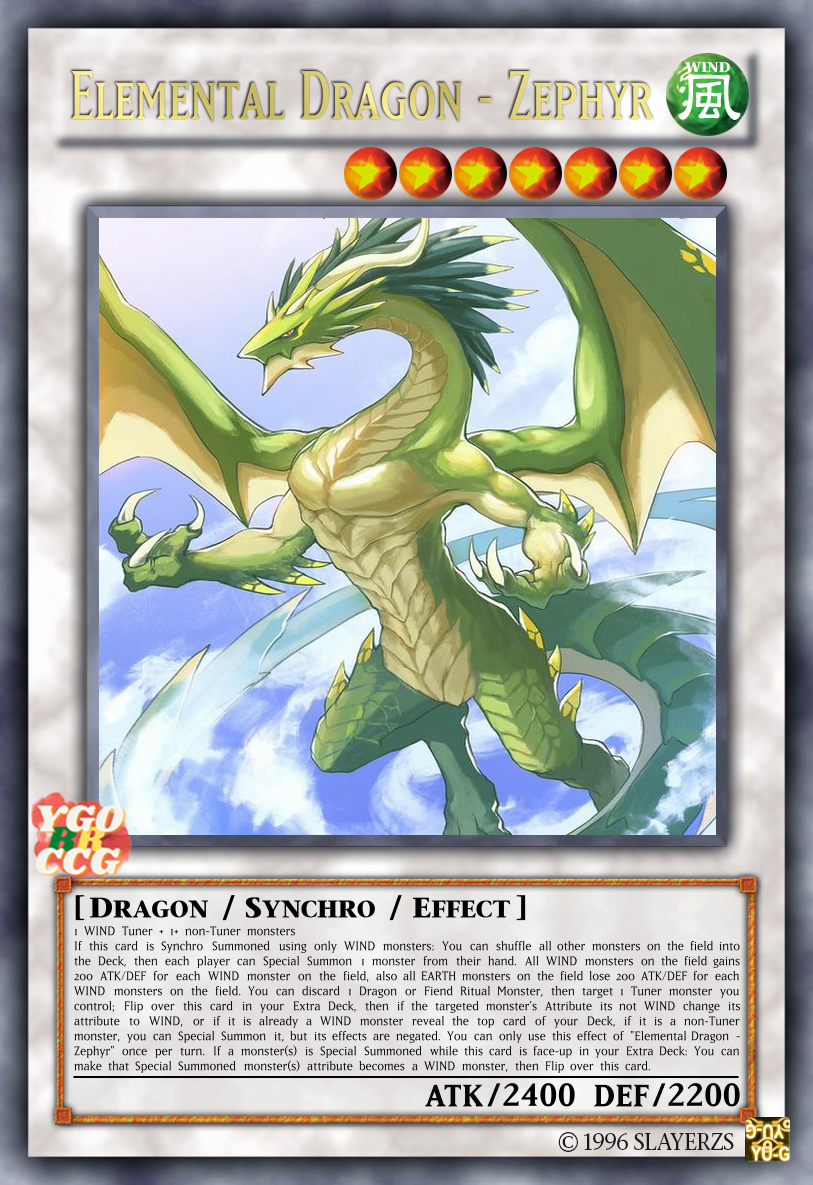 Elemental Dragon - Zephyr
WIND
風
YGO
BR
CCG
[ Dragon / Synchro / Effect ]
1 WIND Tuner + 1+ non-Tuner monsters
If this card is Synchro Summoned using only WIND monsters: You can shuffle all other monsters on the field into
the Deck, then each player can Special Summon 1 monster from their hand. All WIND monsters on the field gains
200 ATK/DEF for each WIND monster on the field, also all EARTH monsters on the field lose 200 ATK/DEF for each
WIND monsters on the field. You can discard 1 Dragon or Fiend Ritual Monster, then target 1 Tuner monster you
control; Flip over this card in your Extra Deck, then if the targeted monster's Attribute its not WIND change its
attribute to WIND, or if it is already a WIND monster reveal the top card of your Deck, if it is a non-Tuner
monster, you can Special Summon it, but its effects are negated. You can only use this effect of "Elemental Dragon -
Zephyr" once per turn. If a monster(s) is Special Summoned while this card is face-up in your Extra Deck: You can
make that Special Summoned monster(s) attribute becomes a WIND monster, then Flip over this card.
ATK/2400 DEF/2200
© 1996 SLAYERZS